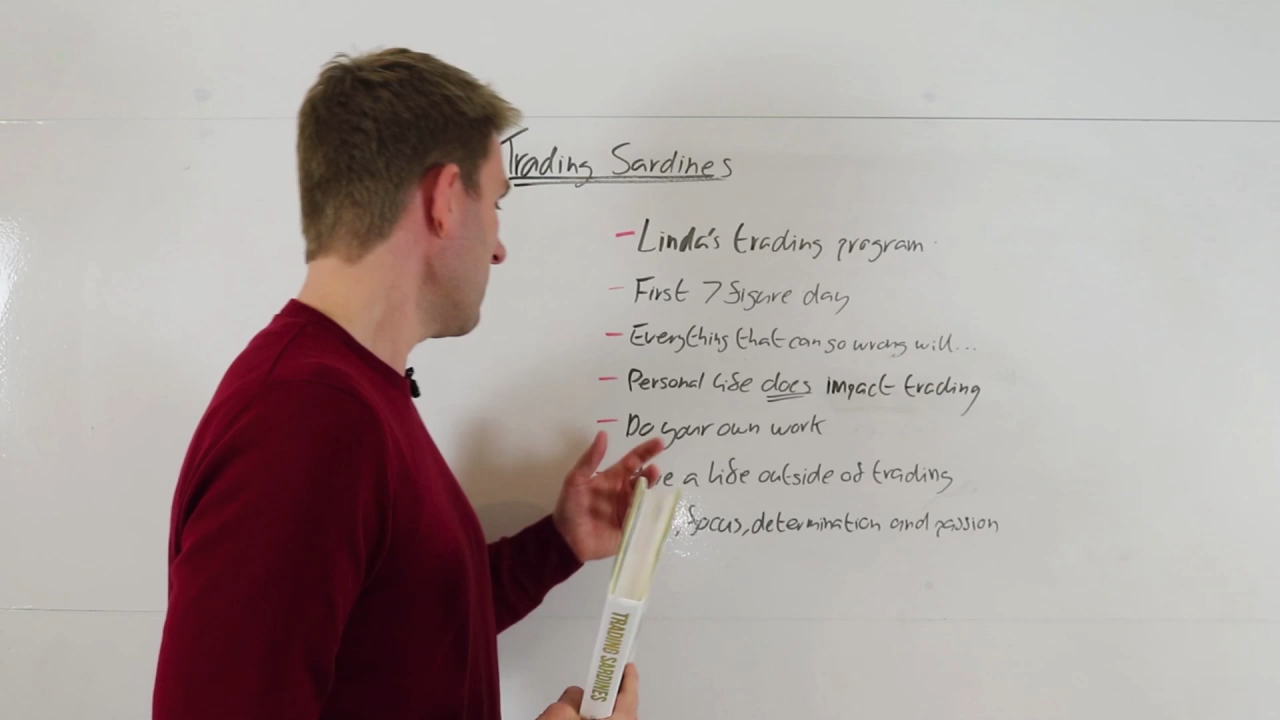 Trading Sardines
- Linda's trading program
- First 7 figure day
- Everything that can go wrong will...
- Personal life does impact trading
- Do your own work
a life outside of trading
, focus, determination and passion
TRADING SARDINES